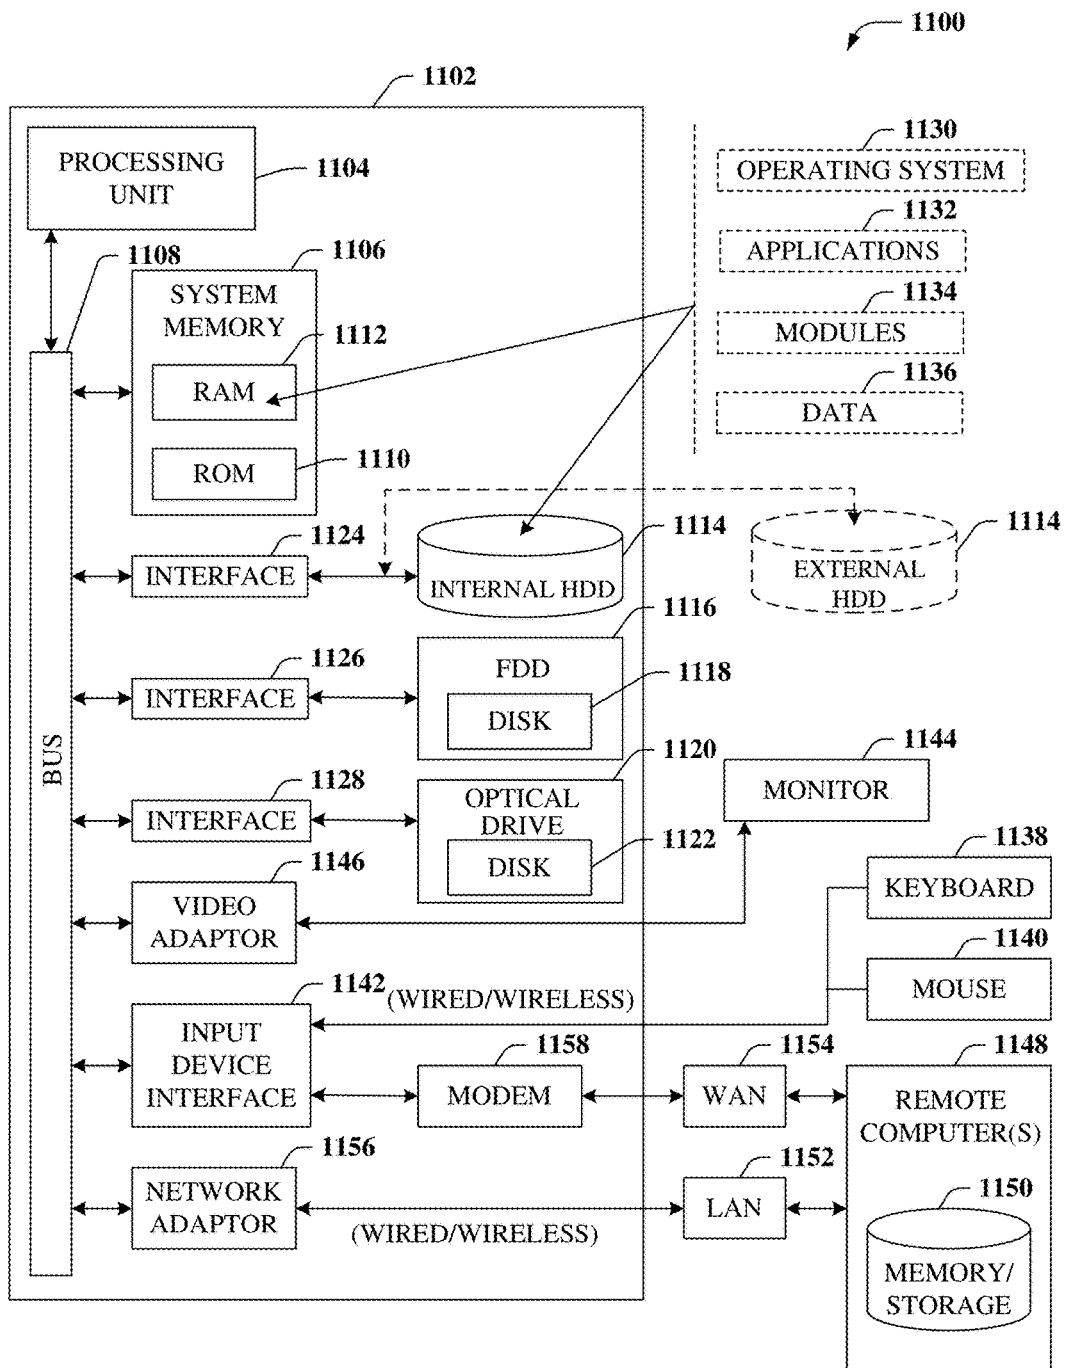 1100
1102
PROCESSING
UNIT
1104
1130
OPERATING SYSTEM
1132
APPLICATIONS
1134
MODULES
1136
DATA
1108
1106
SYSTEM
MEMORY
1112
RAM
1110
ROM
BUS
1124
INTERFACE
1114
INTERNAL HDD
1114
EXTERNAL
HDD
1126
INTERFACE
1116
FDD
1118
DISK
1128
INTERFACE
1120
OPTICAL
DRIVE
1122
DISK
1144
MONITOR
1146
VIDEO
ADAPTOR
1138
KEYBOARD
1140
MOUSE
1142
INPUT
DEVICE
INTERFACE
(WIRED/WIRELESS)
1158
MODEM
1154
WAN
1148
REMOTE
COMPUTER(S)
1156
NETWORK
ADAPTOR
(WIRED/WIRELESS)
1152
LAN
1150
MEMORY/
STORAGE